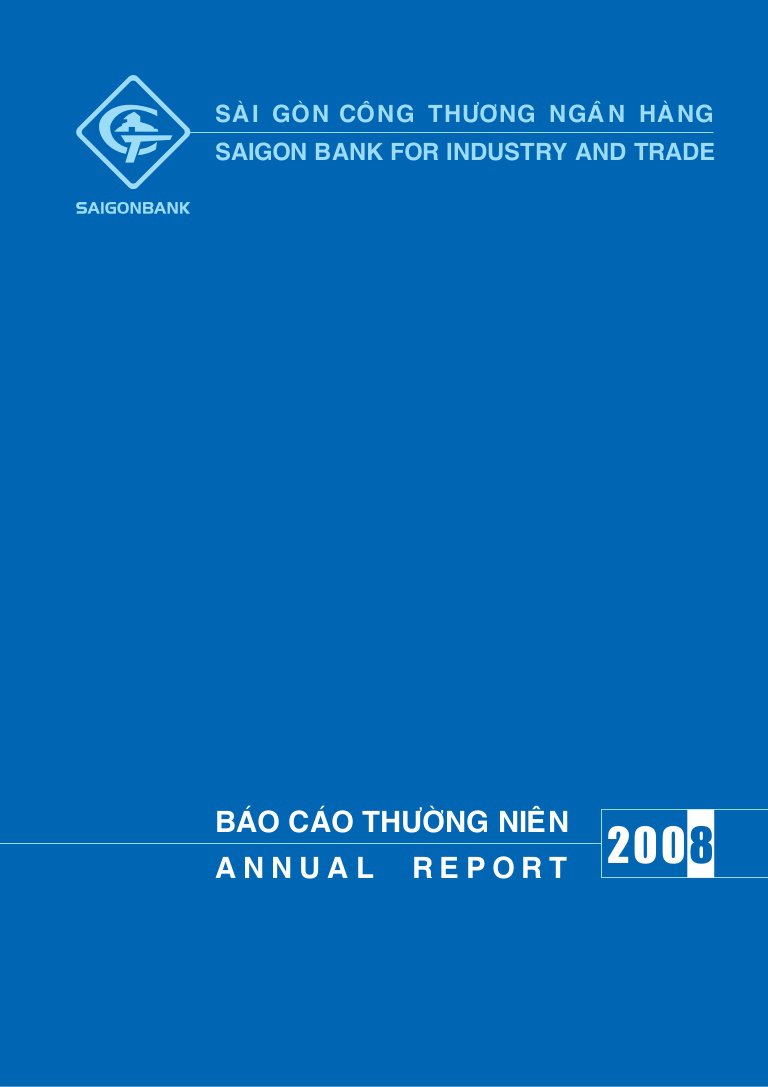 SÀI GÒN CÔNG THƯƠNG NGÂN HÀNG
SAIGON BANK FOR INDUSTRY AND TRADE
SAIGONBANK
BÁO CÁO THƯỜNG NIÊN
ANNUAL REPORT
2008